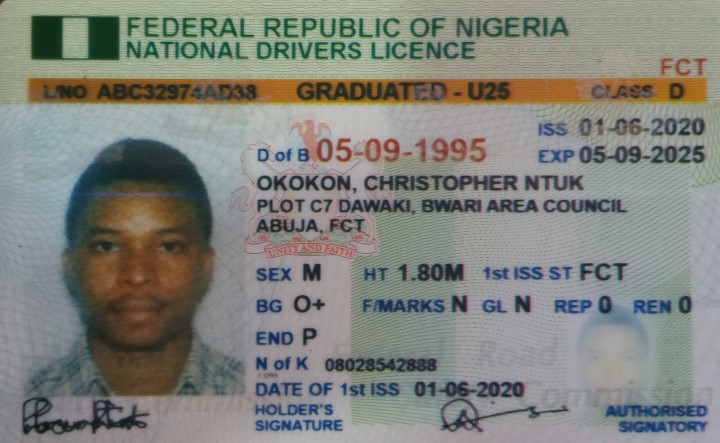 FEDERAL REPUBLIC OF NIGERIA
NATIONAL DRIVERS LICENCE
FCT
L/NO ABC32974AD38 GRADUATED - U25 CLASS D
ISS 01-06-2020
D of B 05-09-1995 EXP 05-09-2025
OKOKON, CHRISTOPHER NTUK
PLOT C7 DAWAKI, BWARI AREA COUNCIL
ABUJA, FCT
UNITY AND FAITH
SEX M HT 1.80M 1st ISS ST FCT
BG O+ F/MARKS N GL N REP 0 REN 0
END P
N of K 08028542888
DATE OF 1st ISS 01-06-2020
HOLDER'S
SIGNATURE
AUTHORISED
SIGNATORY